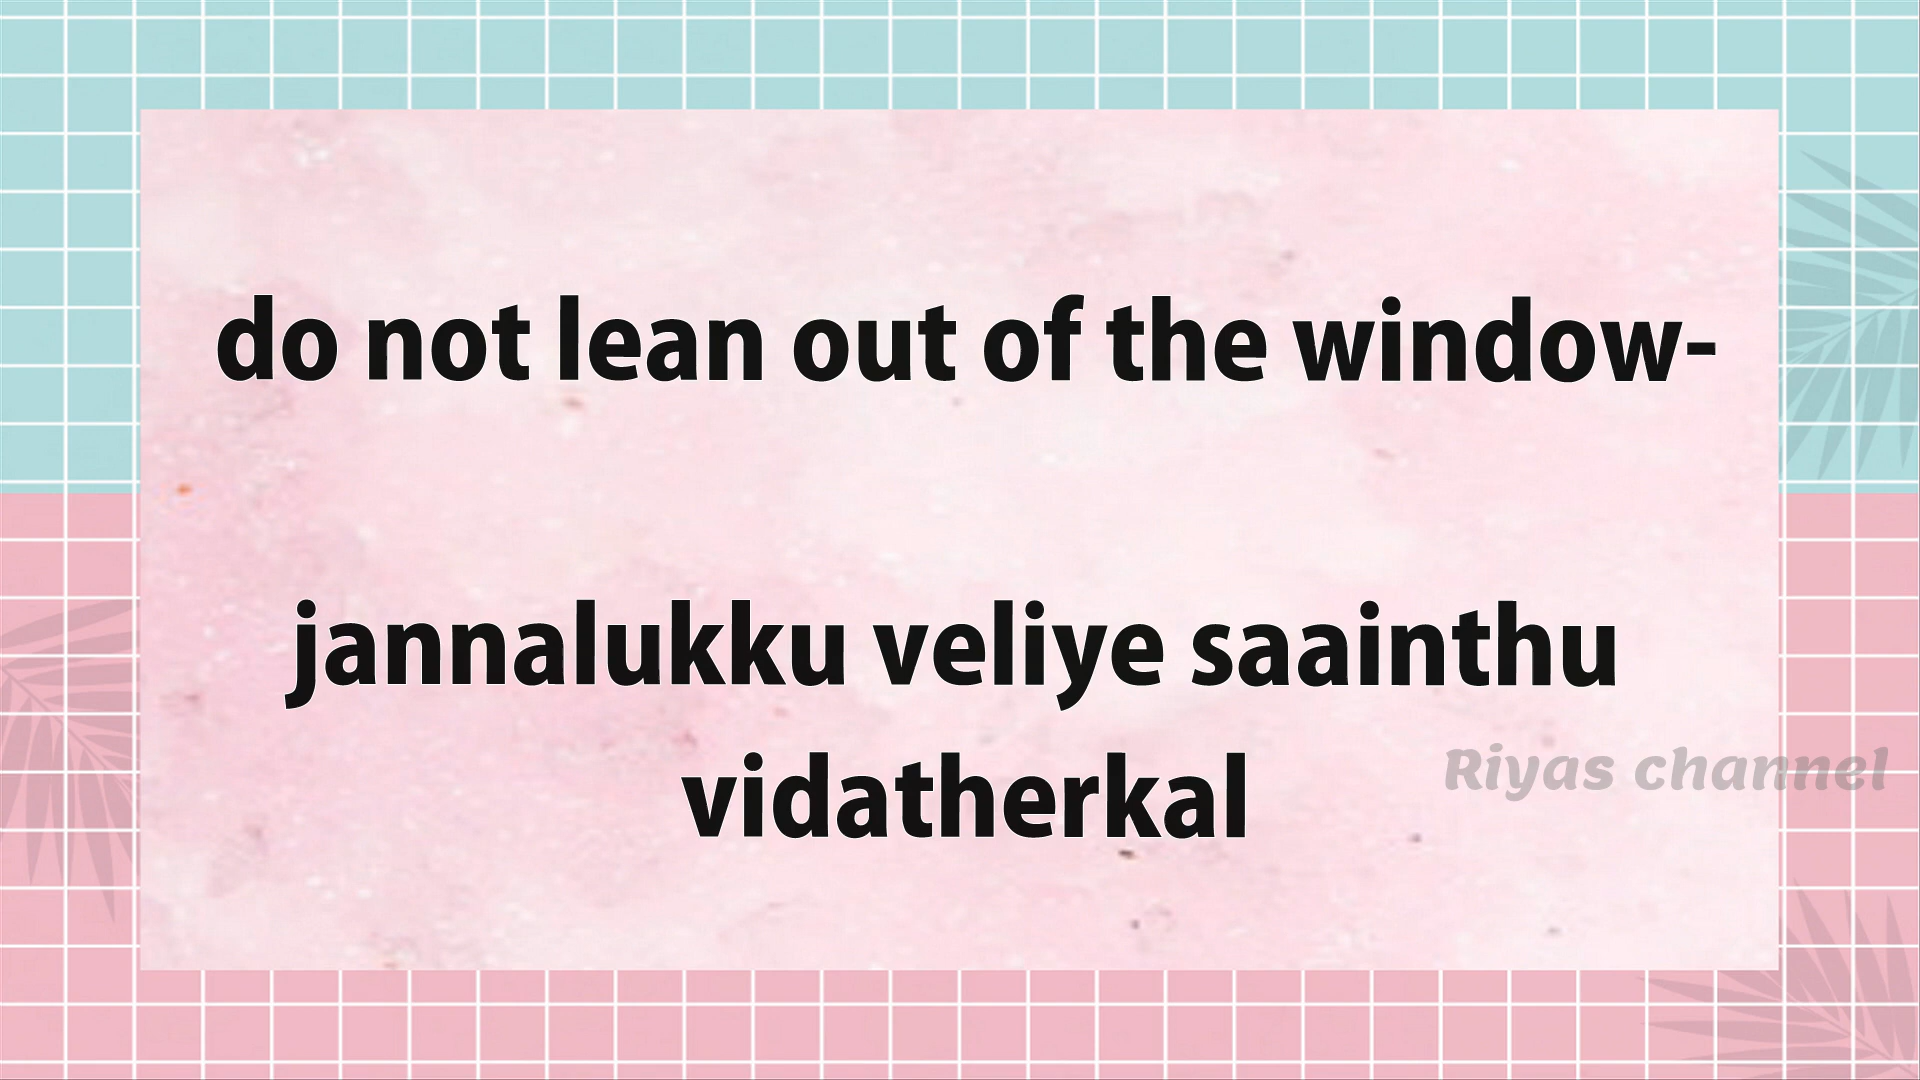 do not lean out of the window-
jannalukku veliye saainthu
vidatherkal
Riyas channel